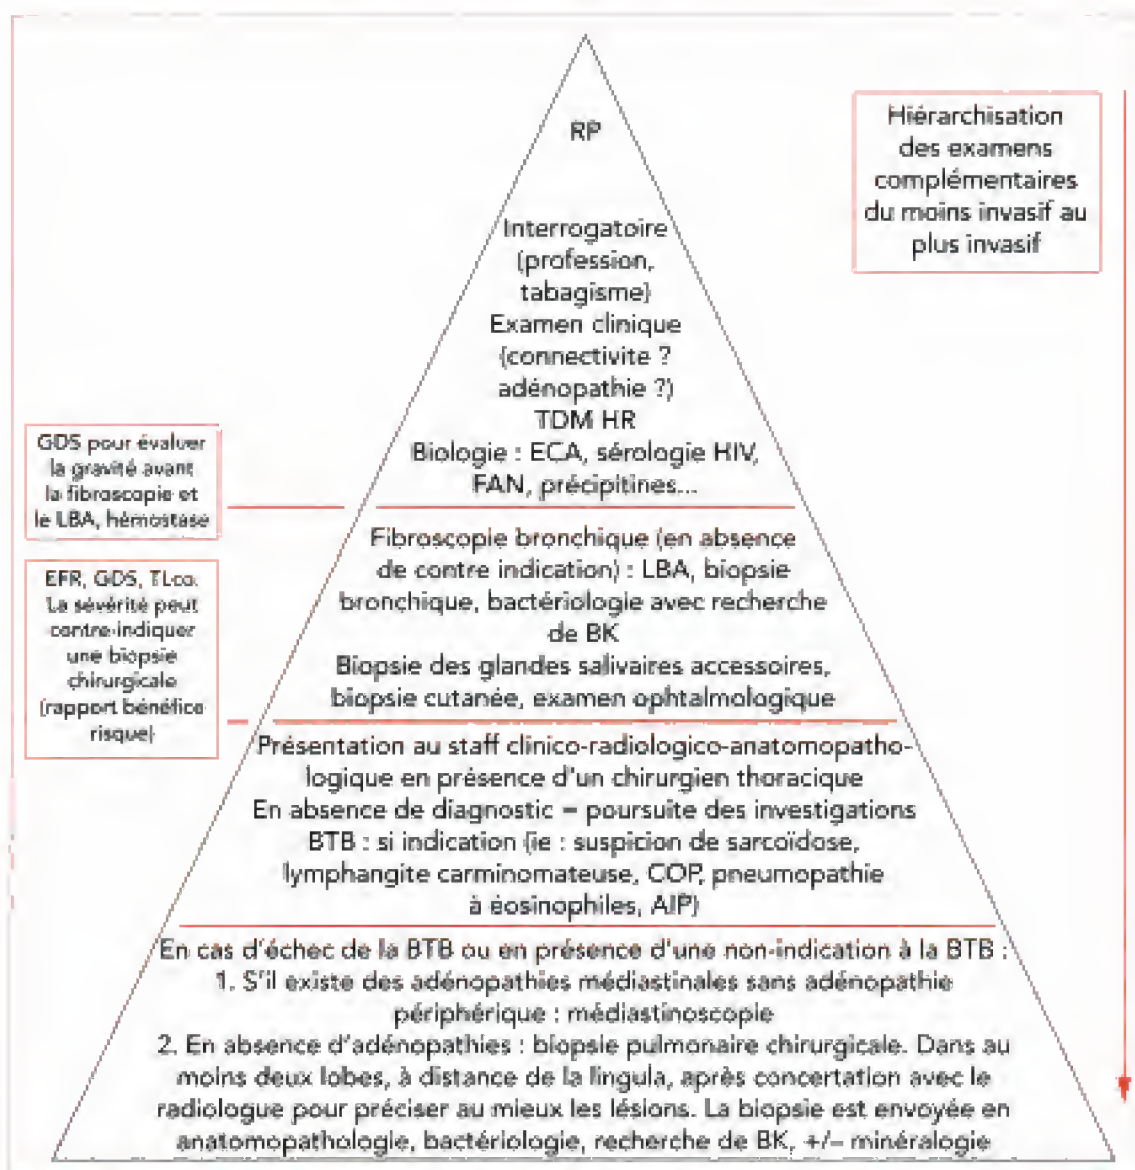 RP
Interrogatoire
(profession,
tabagisme)
Examen clinique
(connectivite ?
adénopathie ?)
TDM HR
Biologie : ECA, sérologie HIV,
FAN, précipitines...
Hiérarchisation
des examens
complémentaires
du moins invasif au
plus invasif
GDS pour évaluer
la gravité avant
la fibroscopie et
le LBA, hémostase
Fibroscopie bronchique (en absence
de contre indication) : LBA, biopsie
bronchique, bactériologie avec recherche
de BK
Biopsie des glandes salivaires accessoires,
biopsie cutanée, examen ophtalmologique
EFR, GDS, TLco.
La sévérité peut
contre-indiquer
une biopsie
chirurgicale
(rapport bénéfice
risque)
Présentation au staff clinico-radiologico-anatomopatho-
logique en présence d'un chirurgien thoracique
En absence de diagnostic = poursuite des investigations
BTB : si indication (ie : suspicion de sarcoïdose,
lymphangite carminomateuse, COP, pneumopathie
à éosinophiles, AIP)
En cas d'échec de la BTB ou en présence d'une non-indication à la BTB :
1. S'il existe des adénopathies médiastinales sans adénopathie
périphérique : médiastinoscopie
2. En absence d'adénopathies : biopsie pulmonaire chirurgicale. Dans au
moins deux lobes, à distance de la lingula, après concertation avec le
radiologue pour préciser au mieux les lésions. La biopsie est envoyée en
anatomopathologie, bactériologie, recherche de BK, +/– minéralogie